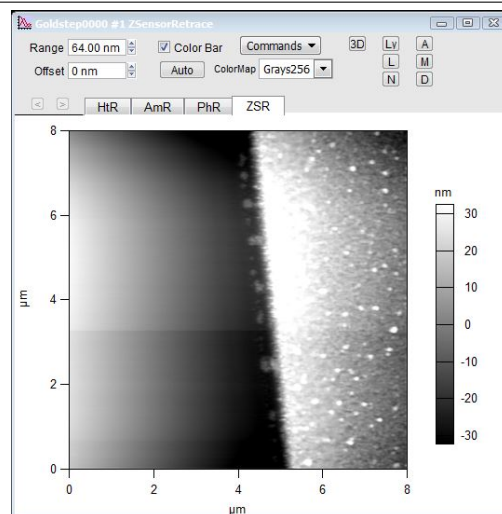 Goldstep0000 #1 ZSensorRetrace
Range 64.00 nm Color Bar Commands 3D Ly A
L M
Offset 0 nm Auto ColorMap Grays256 N D
< > HtR AmR PhR ZSR
8
6
4
2
0
µm
0 2 4 6 8
µm
nm
30
20
10
0
-10
-20
-30